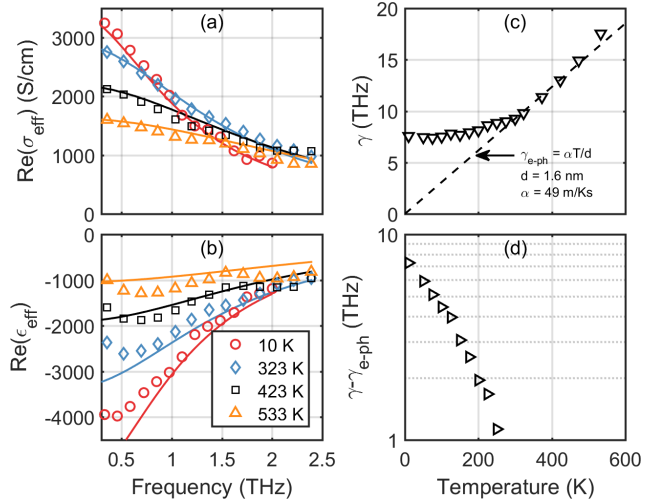 (a)
3000
2000
1000
0
Re(σeff) (S/cm)
(b)
0
-1000
-2000
-3000
-4000
Re(ϵeff)
10 K
323 K
423 K
533 K
0.5
1
1.5
2
2.5
Frequency (THz)
(c)
20
15
10
5
0
γ (THz)
γe-ph = αT/d
d = 1.6 nm
α = 49 m/Ks
(d)
10
1
γ-γe-ph (THz)
0
200
400
600
Temperature (K)